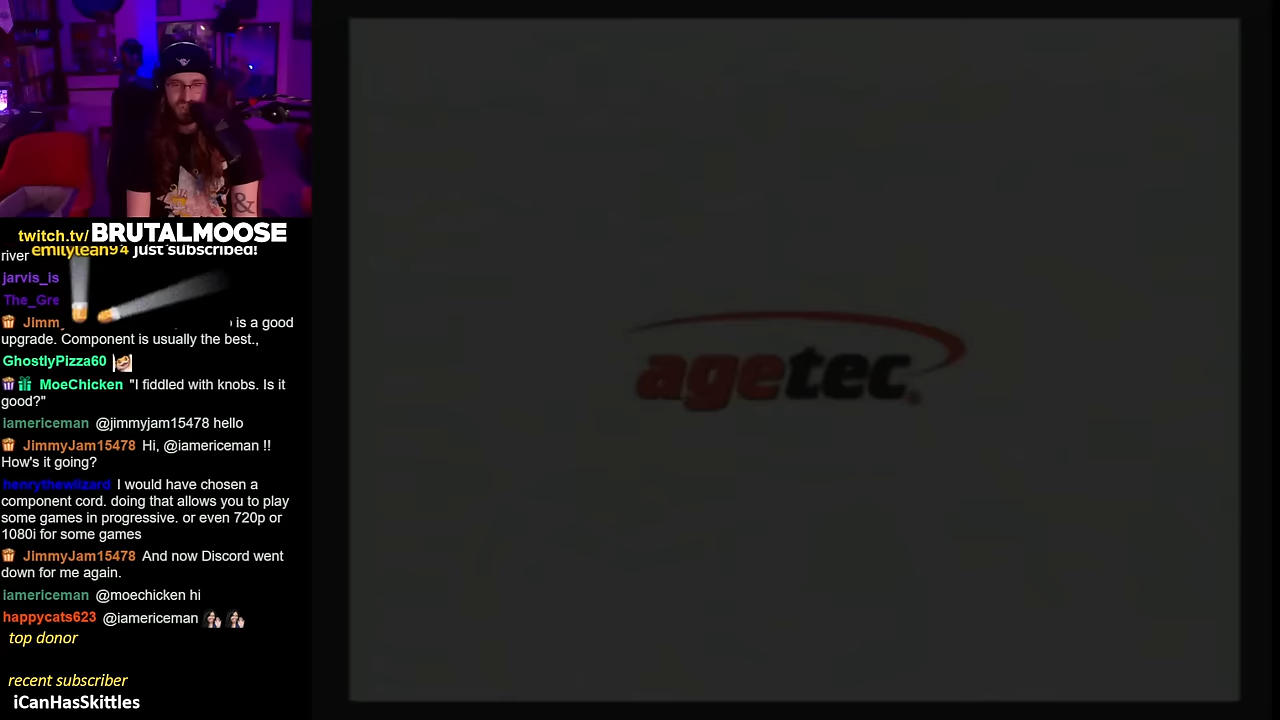 &
twitch.tv/BRUTALMOOSE
river
emilylean94 just subscribed!
jarvis_is
The_Gre
Jimmy is a good
upgrade. Component is usually the best.,
GhostlyPizza60
MoeChicken "I fiddled with knobs. Is it
good?"
iamericeman @jimmyjam15478 hello
JimmyJam15478 Hi, @iamericeman !!
How's it going?
henrythewilzard I would have chosen a
component cord. doing that allows you to play
some games in progressive. or even 720p or
1080i for some games
JimmyJam15478 And now Discord went
down for me again.
iamericeman @moechicken hi
happycats623 @iamericeman
top donor
recent subscriber
iCanHasSkittles
agetec